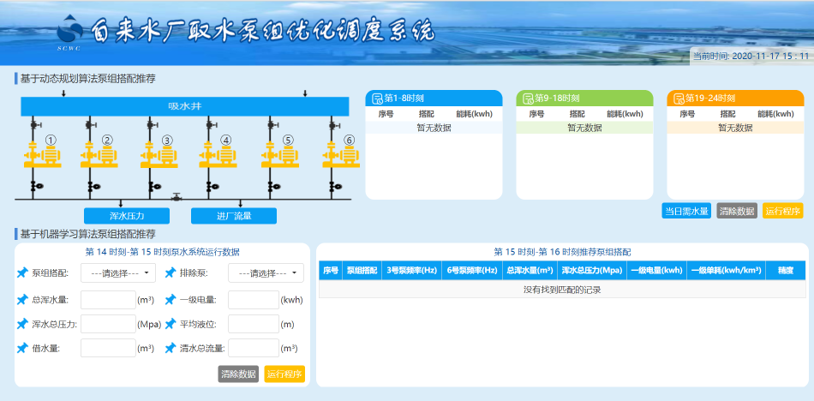 自来水厂取水泵组优化调度系统
SCWC
当前时间: 2020-11-17 15 : 11
基于动态规划算法泵组搭配推荐
吸水井
① ② ③ ④ ⑤ ⑥
浑水压力 进厂流量
第1-8时刻
序号 搭配 能耗(kwh)
暂无数据
第9-18时刻
序号 搭配 能耗(kwh)
暂无数据
第19-24时刻
序号 搭配 能耗(kwh)
暂无数据
当日需水量 清除数据 运行程序
基于机器学习算法泵组搭配推荐
第 14 时刻-第 15 时刻泵水系统运行数据
泵组搭配: ---请选择--- 排除泵: ---请选择---
总浑水量: (m³) 一级电量: (kwh)
浑水总压力: (Mpa) 平均液位: (m)
借水量: (m³) 清水总流量: (m³)
清除数据 运行程序
第 15 时刻-第 16 时刻推荐泵组搭配
序号 泵组搭配 3号泵频率(Hz) 6号泵频率(Hz) 总浑水量(m³) 浑水总压力(Mpa) 一级电量(kwh) 一级单耗(kwh/km³) 精度
没有找到匹配的记录